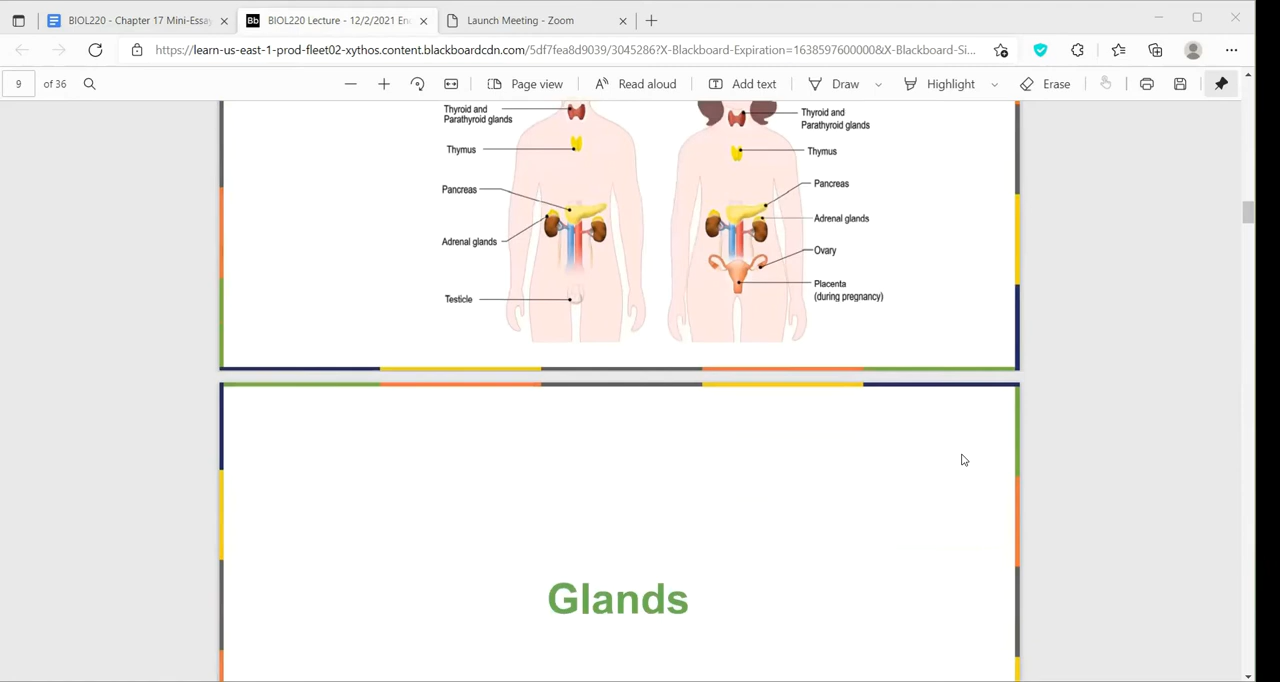 BIOL220 - Chapter 17 Mini-Essay
Bb BIOL220 Lecture - 12/2/2021 En
Launch Meeting - Zoom
https://learn-us-east-1-prod-fleet02-xythos.content.blackboardcdn.com/5df7fea8d9039/3045286?X-Blackboard-Expiration=1638597600000&X-Blackboard-Si...
9 of 36 Page view Read aloud Add text Draw Highlight Erase
Thyroid and
Parathyroid glands
Thymus
Pancreas
Adrenal glands
Testicle
Thyroid and
Parathyroid glands
Thymus
Pancreas
Adrenal glands
Ovary
Placenta
(during pregnancy)
Glands